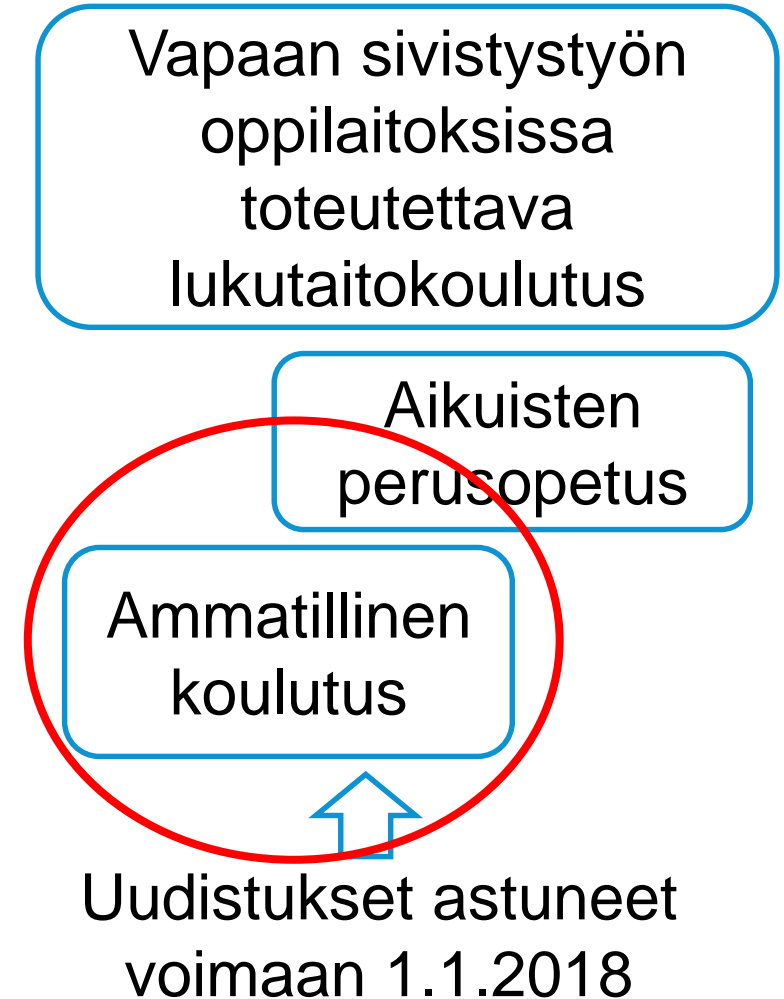 Vapaan sivistystyön
oppilaitoksissa
toteutettava
lukutaitokoulutus
Aikuisten
perusopetus
Ammatillinen
koulutus
Uudistukset astuneet
voimaan 1.1.2018